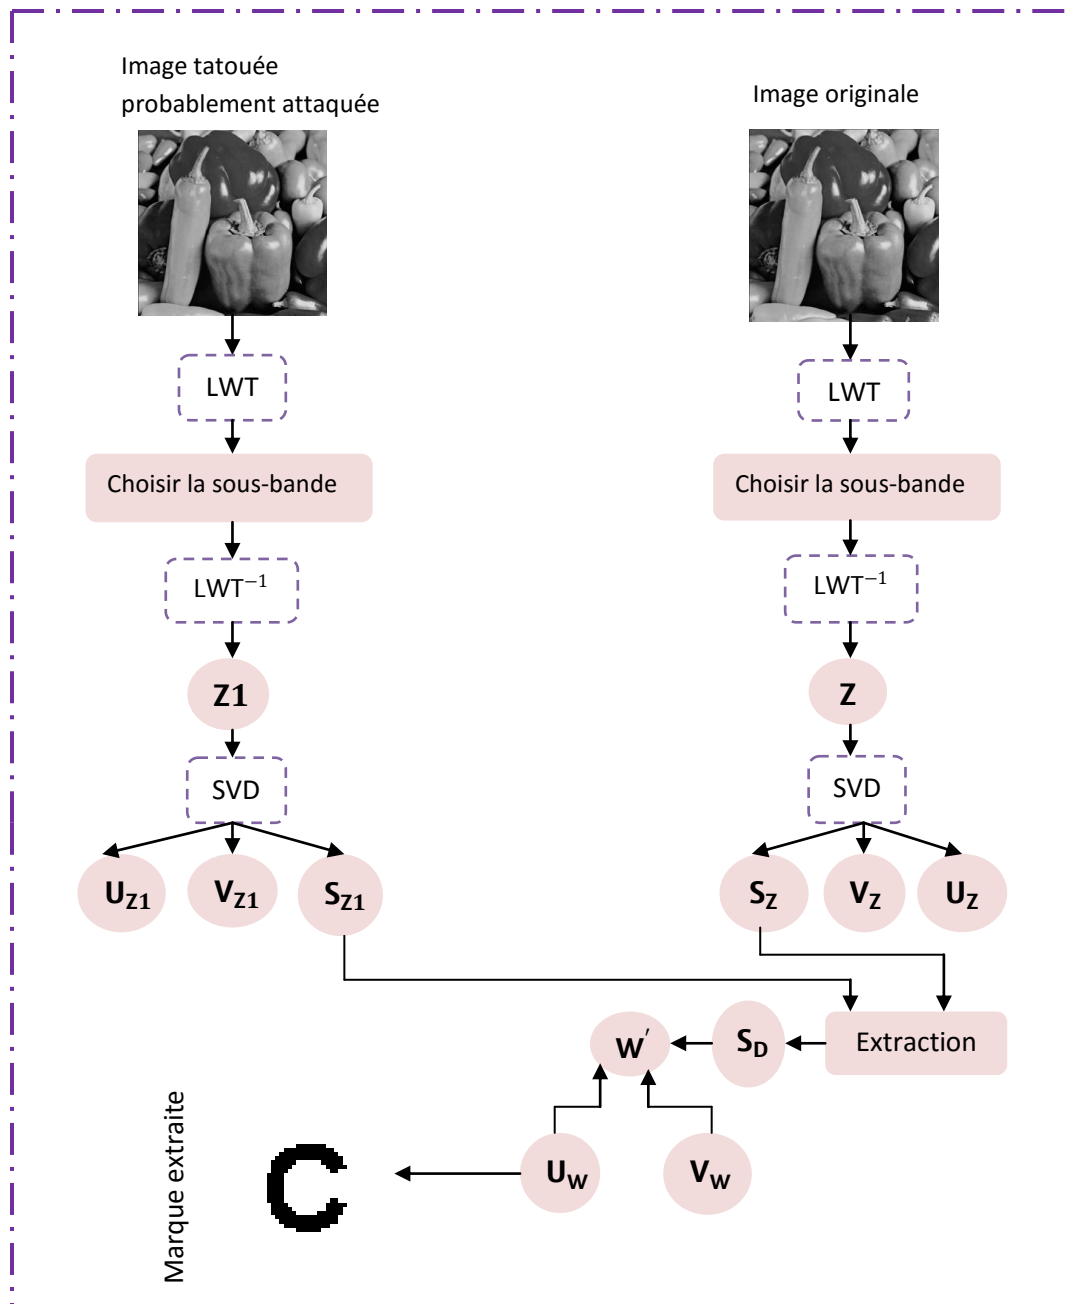 Image tatouée
probablement attaquée
Image originale
LWT
LWT
Choisir la sous-bande
Choisir la sous-bande
LWT⁻¹
LWT⁻¹
Z1
Z
SVD
SVD
U_Z1 V_Z1 S_Z1
S_Z V_Z U_Z
W′ S_D Extraction
U_W V_W
Marque extraite
C